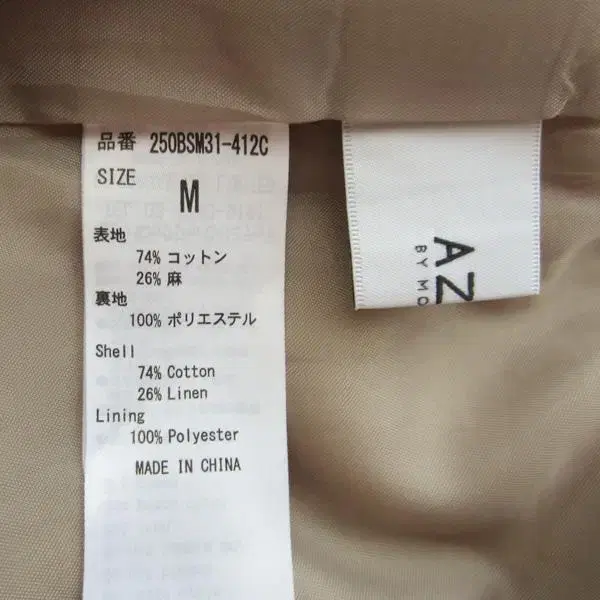 品番 250BSM31-412C
SIZE
M
表地
74% コットン
26% 麻
裏地
100% ポリエステル
Shell
74% Cotton
26% Linen
Lining
100% Polyester
MADE IN CHINA
AZ
BY MO